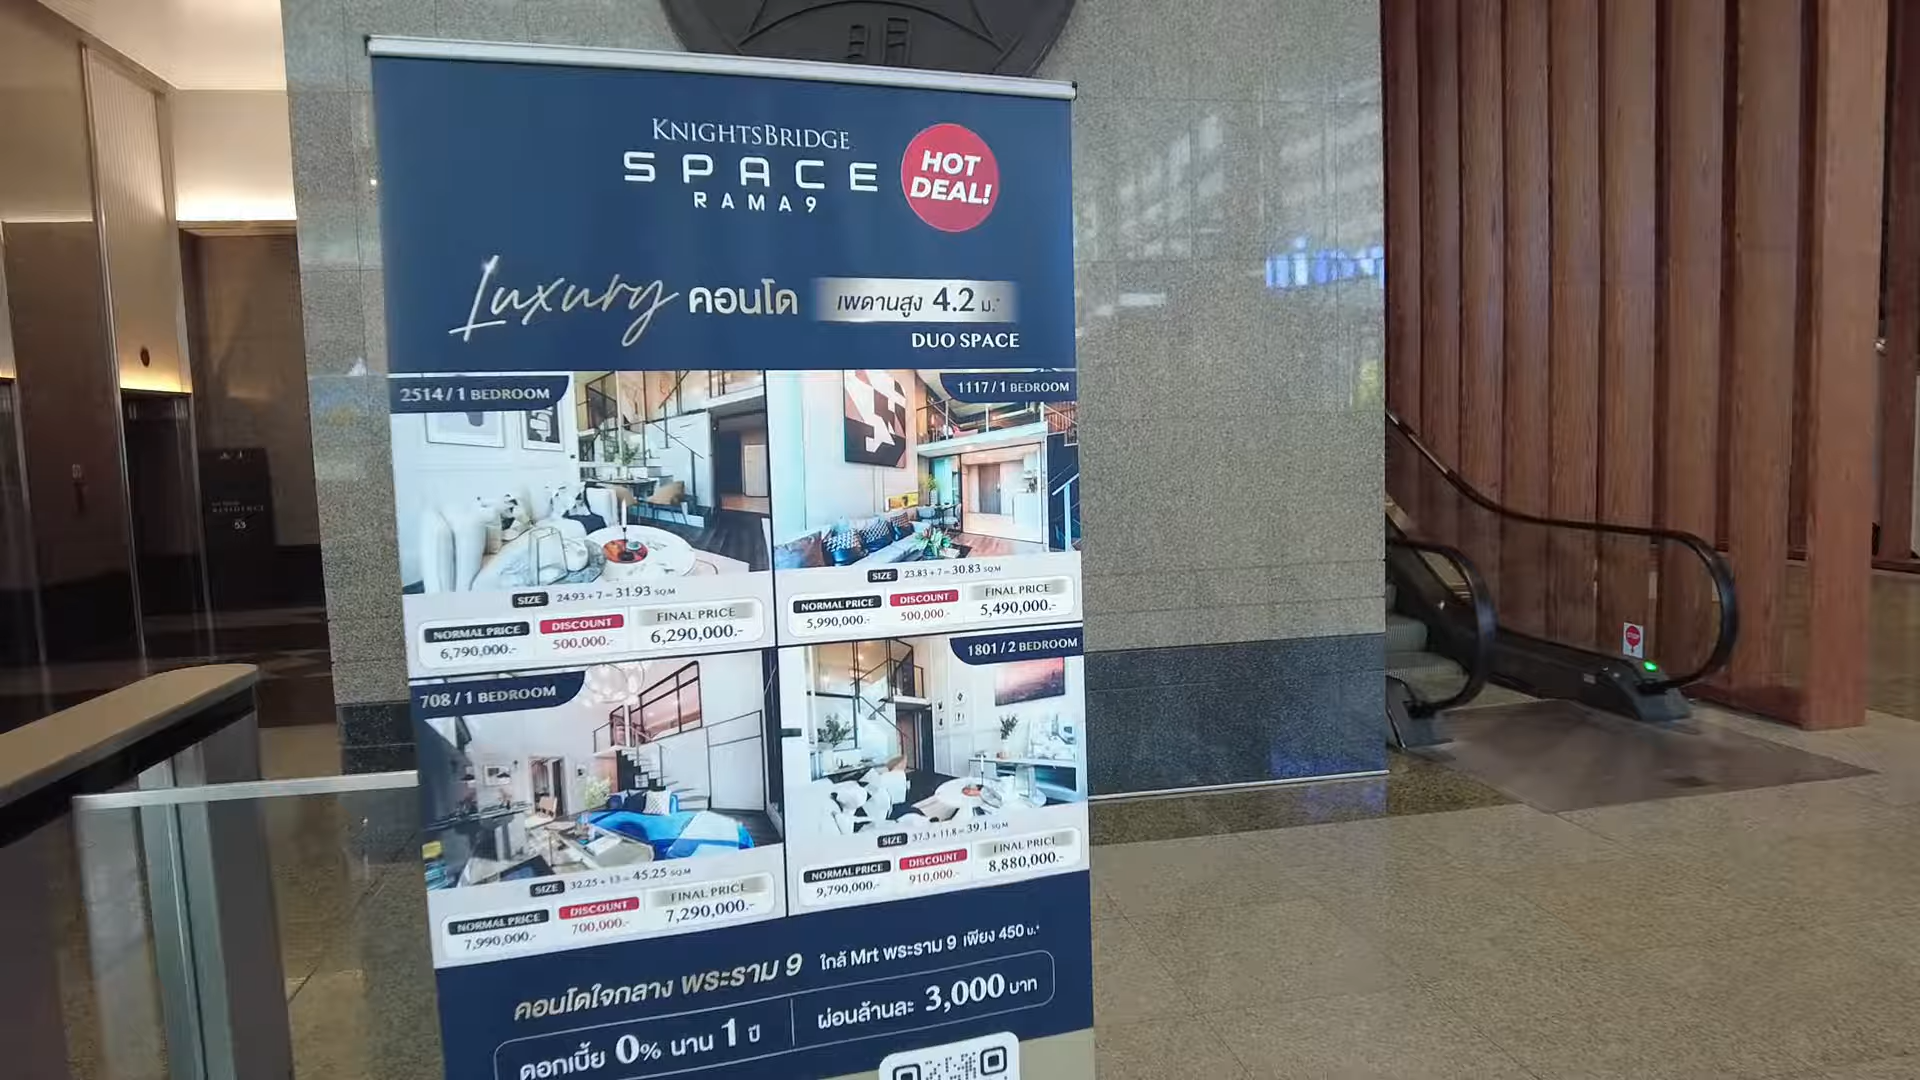 明
KNIGHTSBRIDGE
SPACE
RAMA9
HOT
DEAL!
Luxury คอนโด
เพดานสูง 4.2 ม.*
DUO SPACE
2514 / 1 BEDROOM
SIZE 24.93 + 7 = 31.93 SQ.M
NORMAL PRICE DISCOUNT FINAL PRICE
6,790,000.- 500,000.- 6,290,000.-
1117 / 1 BEDROOM
SIZE 23.83 + 7 = 30.83 SQ.M
NORMAL PRICE DISCOUNT FINAL PRICE
5,990,000.- 500,000.- 5,490,000.-
708 / 1 BEDROOM
SIZE 32.25 + 13 = 45.25 SQ.M
NORMAL PRICE DISCOUNT FINAL PRICE
7,990,000.- 700,000.- 7,290,000.-
1801 / 2 BEDROOM
SIZE 37.3 + 11.8 = 39.1 SQ.M
NORMAL PRICE DISCOUNT FINAL PRICE
9,790,000.- 910,000.- 8,880,000.-
คอนโดใจกลาง พระราม 9 ใกล้ Mrt พระราม 9 เพียง 450 ม.*
ดอกเบี้ย 0% นาน 1 ปี
ผ่อนล้านละ 3,000 บาท
RESIDENCE
53
STOP